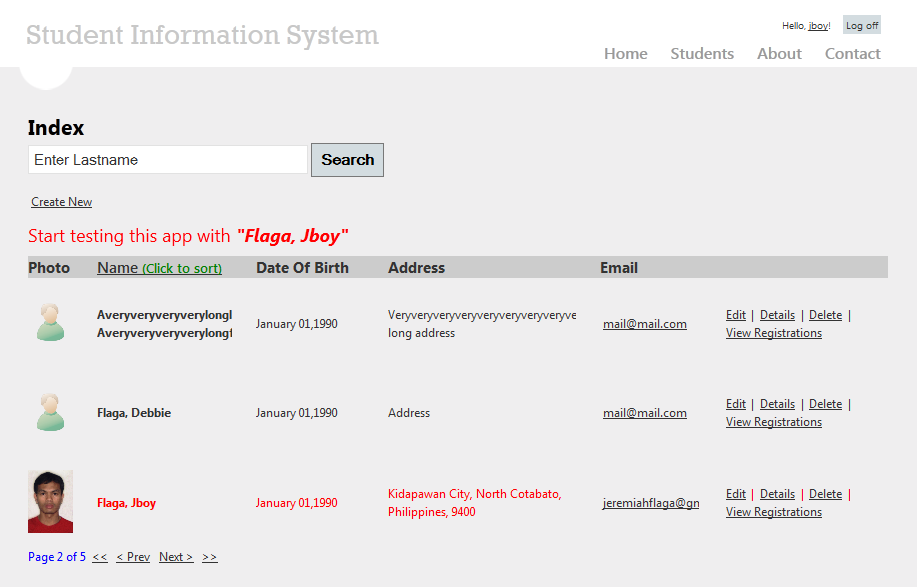 Student Information System
Hello, jboy!
Log off
Home Students About Contact
Index
Enter Lastname
Search
Create New
Start testing this app with "Flaga, Jboy"
Photo Name (Click to sort) Date Of Birth Address Email
Averyveryveryverylongl
Averyveryveryverylongf
January 01,1990
Veryveryveryveryveryveryveryveryve
long address
mail@mail.com
Edit | Details | Delete |
View Registrations
Flaga, Debbie
January 01,1990
Address
mail@mail.com
Edit | Details | Delete |
View Registrations
Flaga, Jboy
January 01,1990
Kidapawan City, North Cotabato,
Philippines, 9400
jeremiahflaga@gm
Edit | Details | Delete |
View Registrations
Page 2 of 5 << < Prev Next > >>